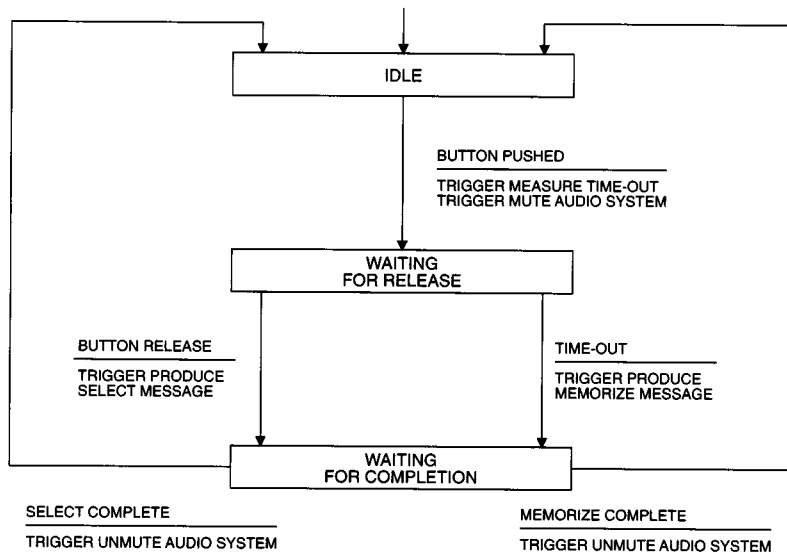 IDLE
BUTTON PUSHED
TRIGGER MEASURE TIME-OUT
TRIGGER MUTE AUDIO SYSTEM
WAITING
FOR RELEASE
BUTTON RELEASE
TRIGGER PRODUCE
SELECT MESSAGE
TIME-OUT
TRIGGER PRODUCE
MEMORIZE MESSAGE
WAITING
FOR COMPLETION
SELECT COMPLETE
TRIGGER UNMUTE AUDIO SYSTEM
MEMORIZE COMPLETE
TRIGGER UNMUTE AUDIO SYSTEM